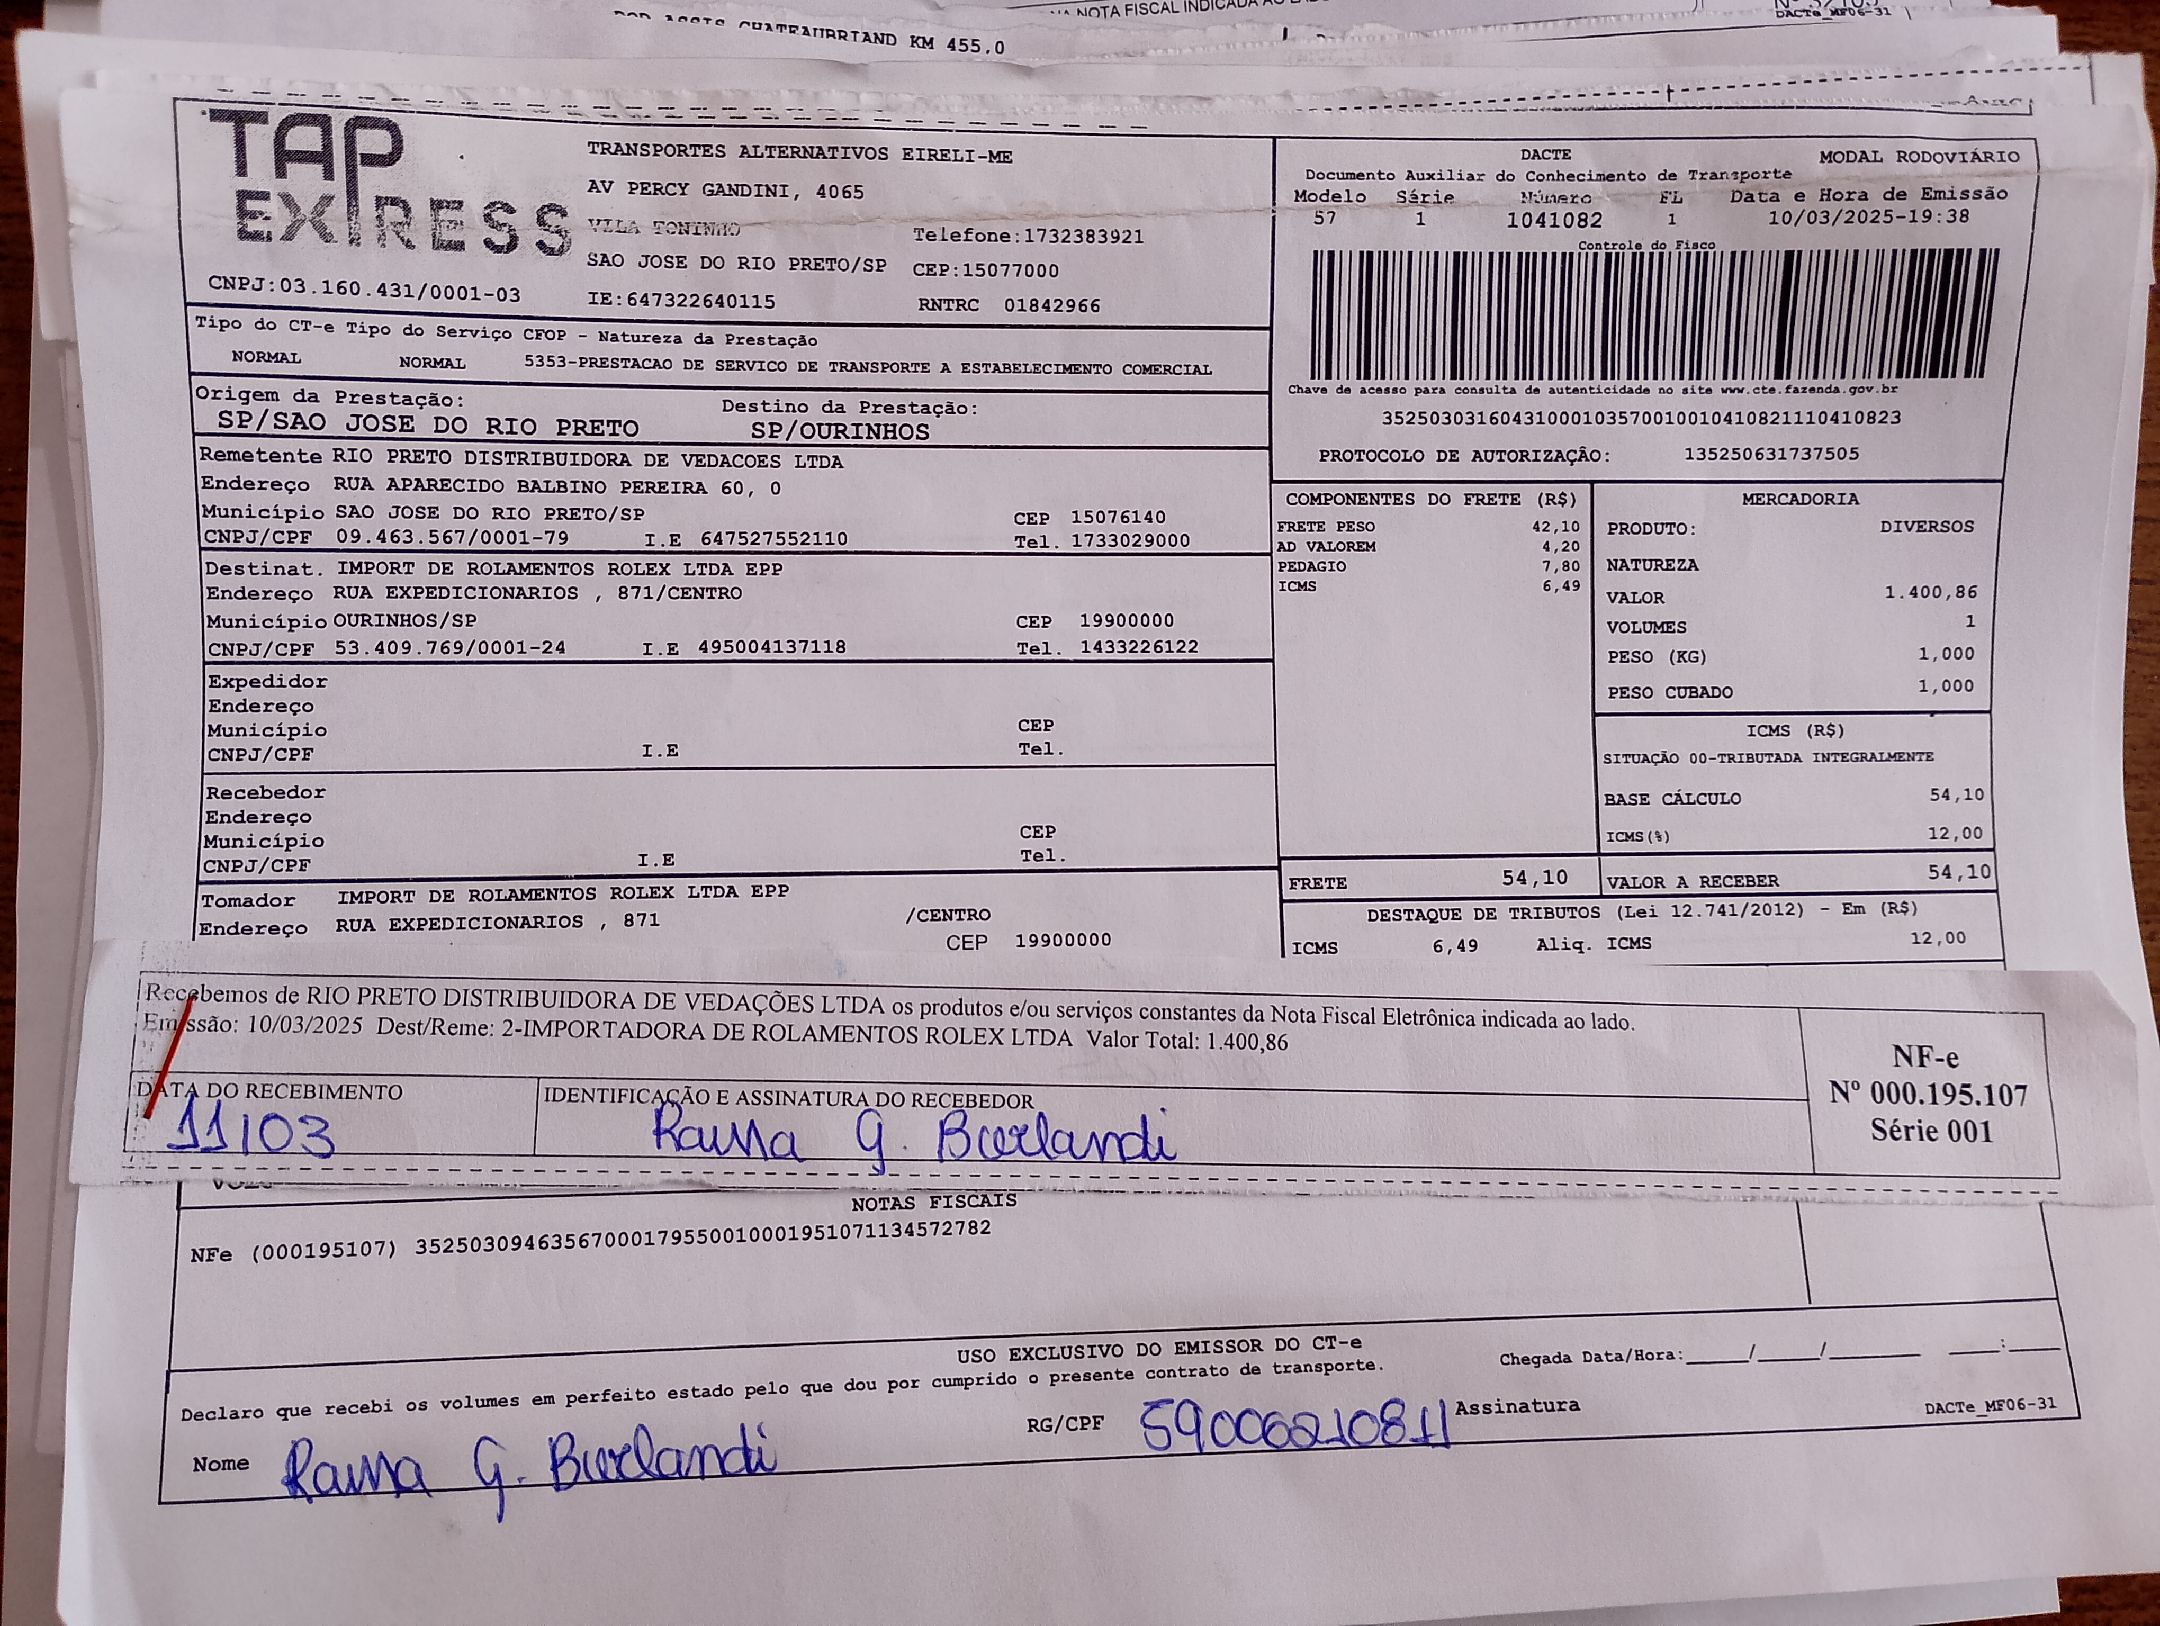 CHATEAUBRIAND KM 455,0
NOTA FISCAL INDICADA
DACTe_MF06-31
TAP
EXPRESS
CNPJ:03.160.431/0001-03
TRANSPORTES ALTERNATIVOS EIRELI-ME
AV PERCY GANDINI, 4065
VILA TONINHO
Telefone:1732383921
SAO JOSE DO RIO PRETO/SP CEP:15077000
IE:647322640115 RNTRC 01842966
DACTE MODAL RODOVIÁRIO
Documento Auxiliar do Conhecimento de Transporte
Modelo Série Número FL Data e Hora de Emissão
57 1 1041082 1 10/03/2025-19:38
Controle do Fisco
Chave de acesso para consulta de autenticidade no site www.cte.fazenda.gov.br
35250303160431000103570010010410821110410823
PROTOCOLO DE AUTORIZAÇÃO: 135250631737505
Tipo do CT-e Tipo do Serviço CFOP - Natureza da Prestação
NORMAL NORMAL 5353-PRESTACAO DE SERVICO DE TRANSPORTE A ESTABELECIMENTO COMERCIAL
Origem da Prestação: Destino da Prestação:
SP/SAO JOSE DO RIO PRETO SP/OURINHOS
Remetente RIO PRETO DISTRIBUIDORA DE VEDACOES LTDA
Endereço RUA APARECIDO BALBINO PEREIRA 60, 0
Município SAO JOSE DO RIO PRETO/SP CEP 15076140
CNPJ/CPF 09.463.567/0001-79 I.E 647527552110 Tel. 1733029000
Destinat. IMPORT DE ROLAMENTOS ROLEX LTDA EPP
Endereço RUA EXPEDICIONARIOS , 871/CENTRO
Município OURINHOS/SP CEP 19900000
CNPJ/CPF 53.409.769/0001-24 I.E 495004137118 Tel. 1433226122
Expedidor
Endereço
Município CEP
CNPJ/CPF I.E Tel.
Recebedor
Endereço
Município CEP
CNPJ/CPF I.E Tel.
Tomador IMPORT DE ROLAMENTOS ROLEX LTDA EPP
Endereço RUA EXPEDICIONARIOS , 871 /CENTRO
CEP 19900000
COMPONENTES DO FRETE (R$)
FRETE PESO 42,10
AD VALOREM 4,20
PEDAGIO 7,80
ICMS 6,49
FRETE 54,10
MERCADORIA
PRODUTO: DIVERSOS
NATUREZA
VALOR 1.400,86
VOLUMES 1
PESO (KG) 1,000
PESO CUBADO 1,000
ICMS (R$)
SITUAÇÃO 00-TRIBUTADA INTEGRALMENTE
BASE CÁLCULO 54,10
ICMS(%) 12,00
VALOR A RECEBER 54,10
DESTAQUE DE TRIBUTOS (Lei 12.741/2012) - Em (R$)
ICMS 6,49 Aliq. ICMS 12,00
Recebemos de RIO PRETO DISTRIBUIDORA DE VEDAÇÕES LTDA os produtos e/ou serviços constantes da Nota Fiscal Eletrônica indicada ao lado.
Emissão: 10/03/2025 Dest/Reme: 2-IMPORTADORA DE ROLAMENTOS ROLEX LTDA Valor Total: 1.400,86
DATA DO RECEBIMENTO IDENTIFICAÇÃO E ASSINATURA DO RECEBEDOR
11/03 G. Burlandi
NF-e
Nº 000.195.107
Série 001
NOTAS FISCAIS
NFe (000195107) 35250309463567000179550010001951071134572782
USO EXCLUSIVO DO EMISSOR DO CT-e
Declaro que recebi os volumes em perfeito estado pelo que dou por cumprido o presente contrato de transporte.
Chegada Data/Hora:_____/_____/_______ ____:____
Nome G. Burlandi RG/CPF 59006210811 Assinatura
DACTe_MF06-31